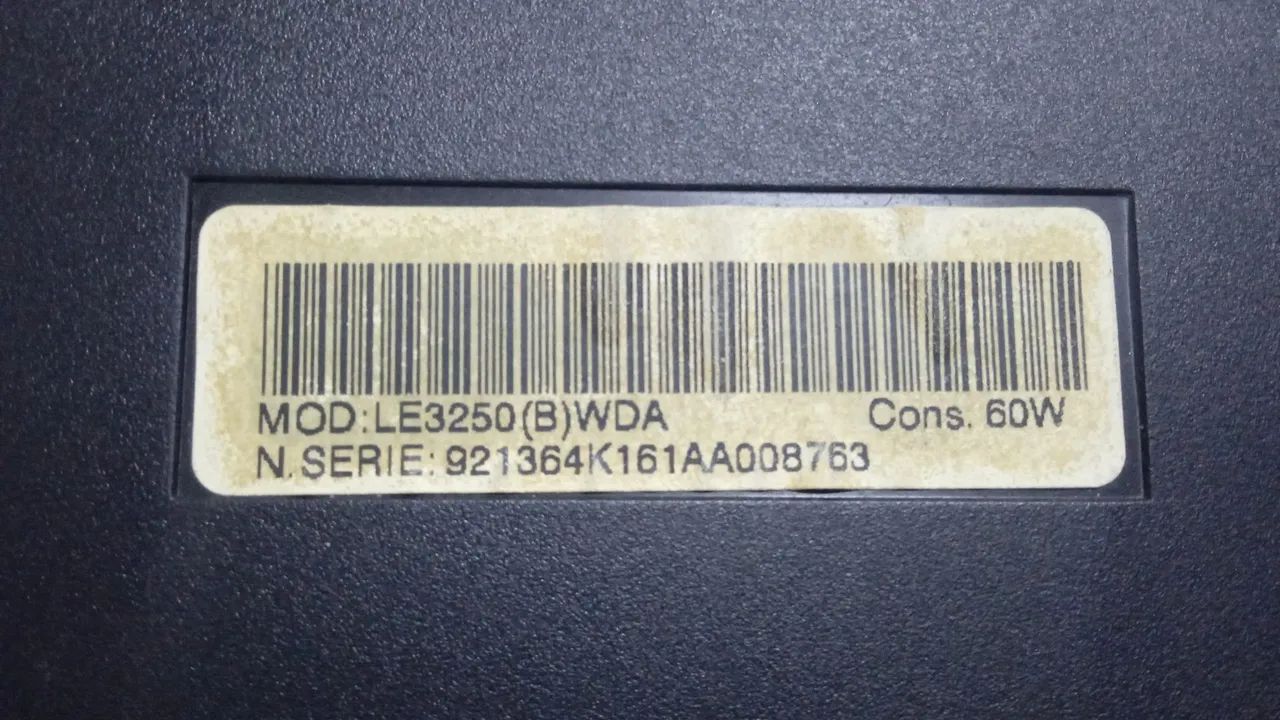 MOD:LE3250(B)WDA Cons. 60W
N.SERIE: 921364K161AA008763